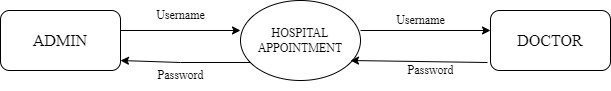 Username
Username
ADMIN
HOSPITAL
APPOINTMENT
DOCTOR
Password
Password